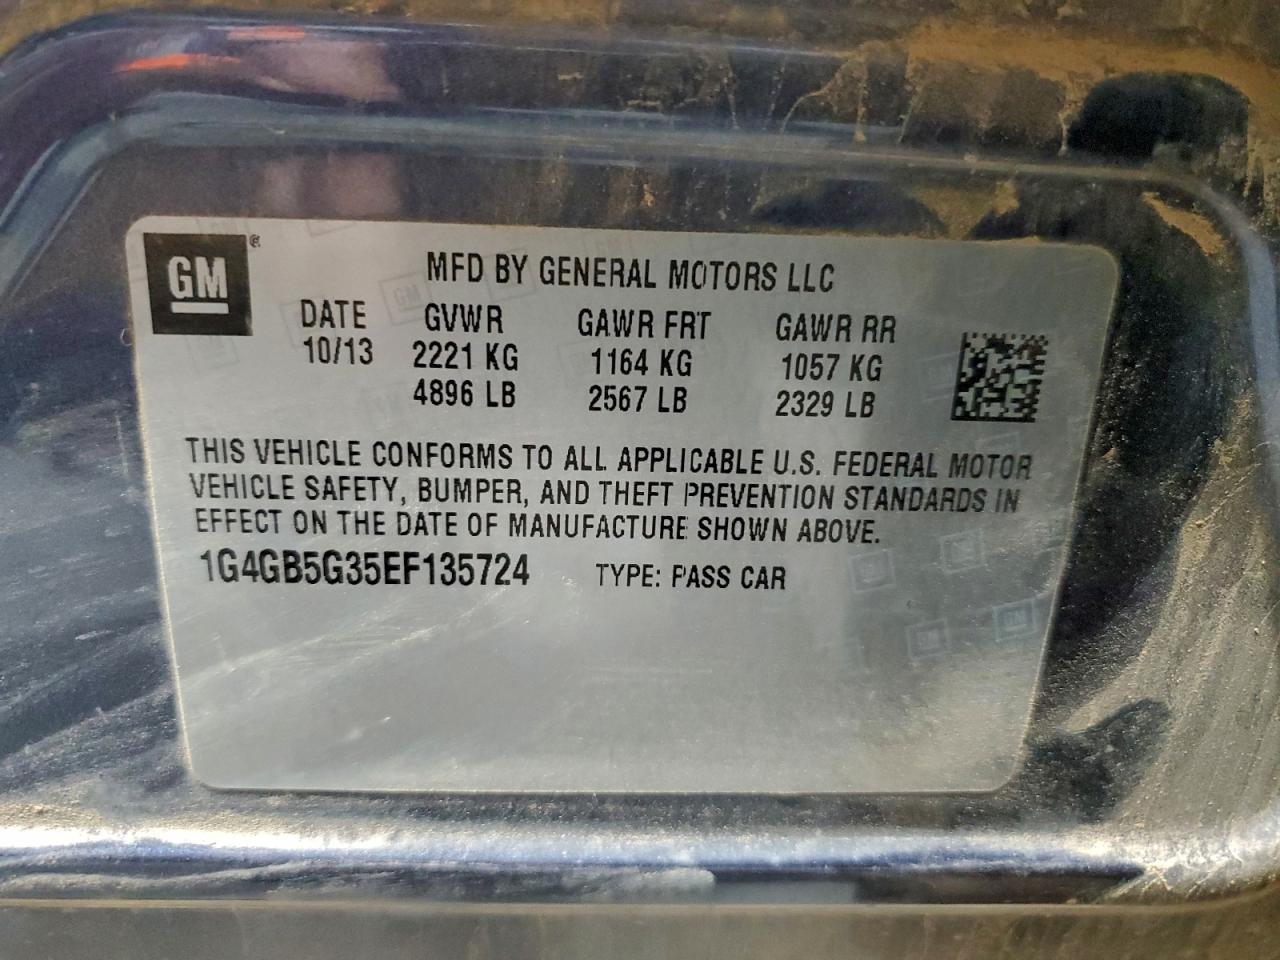 GM
MFD BY GENERAL MOTORS LLC
DATE GVWR GAWR FRT GAWR RR
10/13 2221 KG 1164 KG 1057 KG
4896 LB 2567 LB 2329 LB
THIS VEHICLE CONFORMS TO ALL APPLICABLE U.S. FEDERAL MOTOR
VEHICLE SAFETY, BUMPER, AND THEFT PREVENTION STANDARDS IN
EFFECT ON THE DATE OF MANUFACTURE SHOWN ABOVE.
1G4GB5G35EF135724 TYPE: PASS CAR